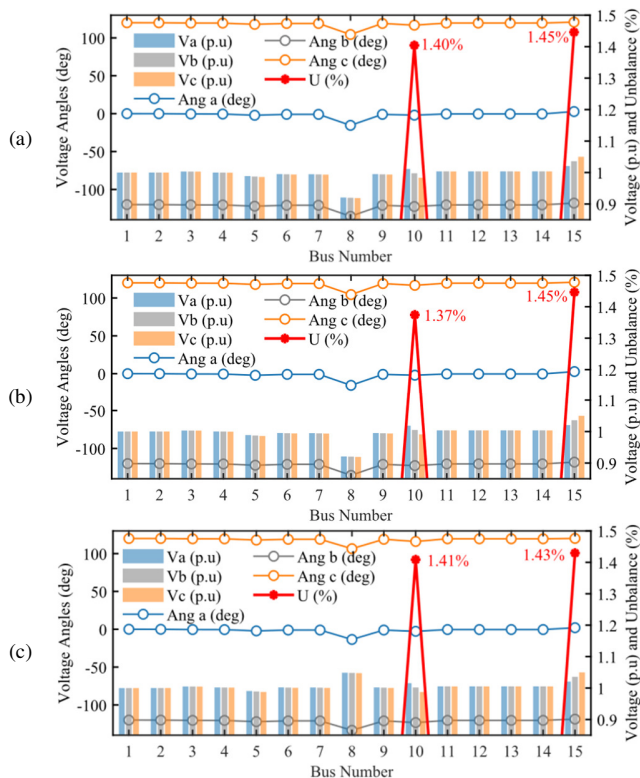 (a)
Voltage Angles (deg)
100
50
0
-50
-100
Va (p.u)
Vb (p.u)
Vc (p.u)
Ang a (deg)
Ang b (deg)
Ang c (deg)
U (%)
1.40%
1.45%
1.5
1.4
1.3
1.2
1.1
1
0.9
Voltage (p.u) and Unbalance (%)
1 2 3 4 5 6 7 8 9 10 11 12 13 14 15
Bus Number
(b)
Voltage Angles (deg)
100
50
0
-50
-100
Va (p.u)
Vb (p.u)
Vc (p.u)
Ang a (deg)
Ang b (deg)
Ang c (deg)
U (%)
1.37%
1.45%
1.5
1.4
1.3
1.2
1.1
1
0.9
Voltage (p.u) and Unbalance (%)
1 2 3 4 5 6 7 8 9 10 11 12 13 14 15
Bus Number
(c)
Voltage Angles (deg)
100
50
0
-50
-100
Va (p.u)
Vb (p.u)
Vc (p.u)
Ang a (deg)
Ang b (deg)
Ang c (deg)
U (%)
1.41%
1.43%
1.5
1.4
1.3
1.2
1.1
1
0.9
Voltage (p.u) and Unbalance (%)
1 2 3 4 5 6 7 8 9 10 11 12 13 14 15
Bus Number